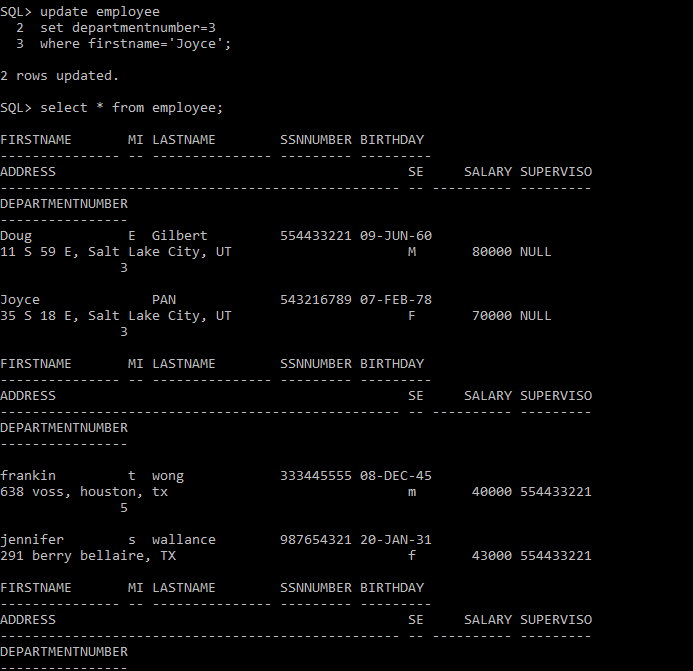 SQL> update employee
  2  set departmentnumber=3
  3  where firstname='Joyce';

2 rows updated.

SQL> select * from employee;

FIRSTNAME       MI LASTNAME        SSNNUMBER BIRTHDAY
--------------- -- --------------- --------- ---------
ADDRESS                                            SE     SALARY SUPERVISO
-------------------------------------------------- -- ---------- ---------
DEPARTMENTNUMBER
----------------
Doug            E  Gilbert         554433221 09-JUN-60
11 S 59 E, Salt Lake City, UT                      M       80000 NULL
               3

Joyce              PAN             543216789 07-FEB-78
35 S 18 E, Salt Lake City, UT                      F       70000 NULL
               3

FIRSTNAME       MI LASTNAME        SSNNUMBER BIRTHDAY
--------------- -- --------------- --------- ---------
ADDRESS                                            SE     SALARY SUPERVISO
-------------------------------------------------- -- ---------- ---------
DEPARTMENTNUMBER
----------------

frankin         t  wong            333445555 08-DEC-45
638 voss, houston, tx                              m       40000 554433221
               5

jennifer        s  wallance        987654321 20-JAN-31
291 berry bellaire, TX                             f       43000 554433221

FIRSTNAME       MI LASTNAME        SSNNUMBER BIRTHDAY
--------------- -- --------------- --------- ---------
ADDRESS                                            SE     SALARY SUPERVISO
-------------------------------------------------- -- ---------- ---------
DEPARTMENTNUMBER
----------------